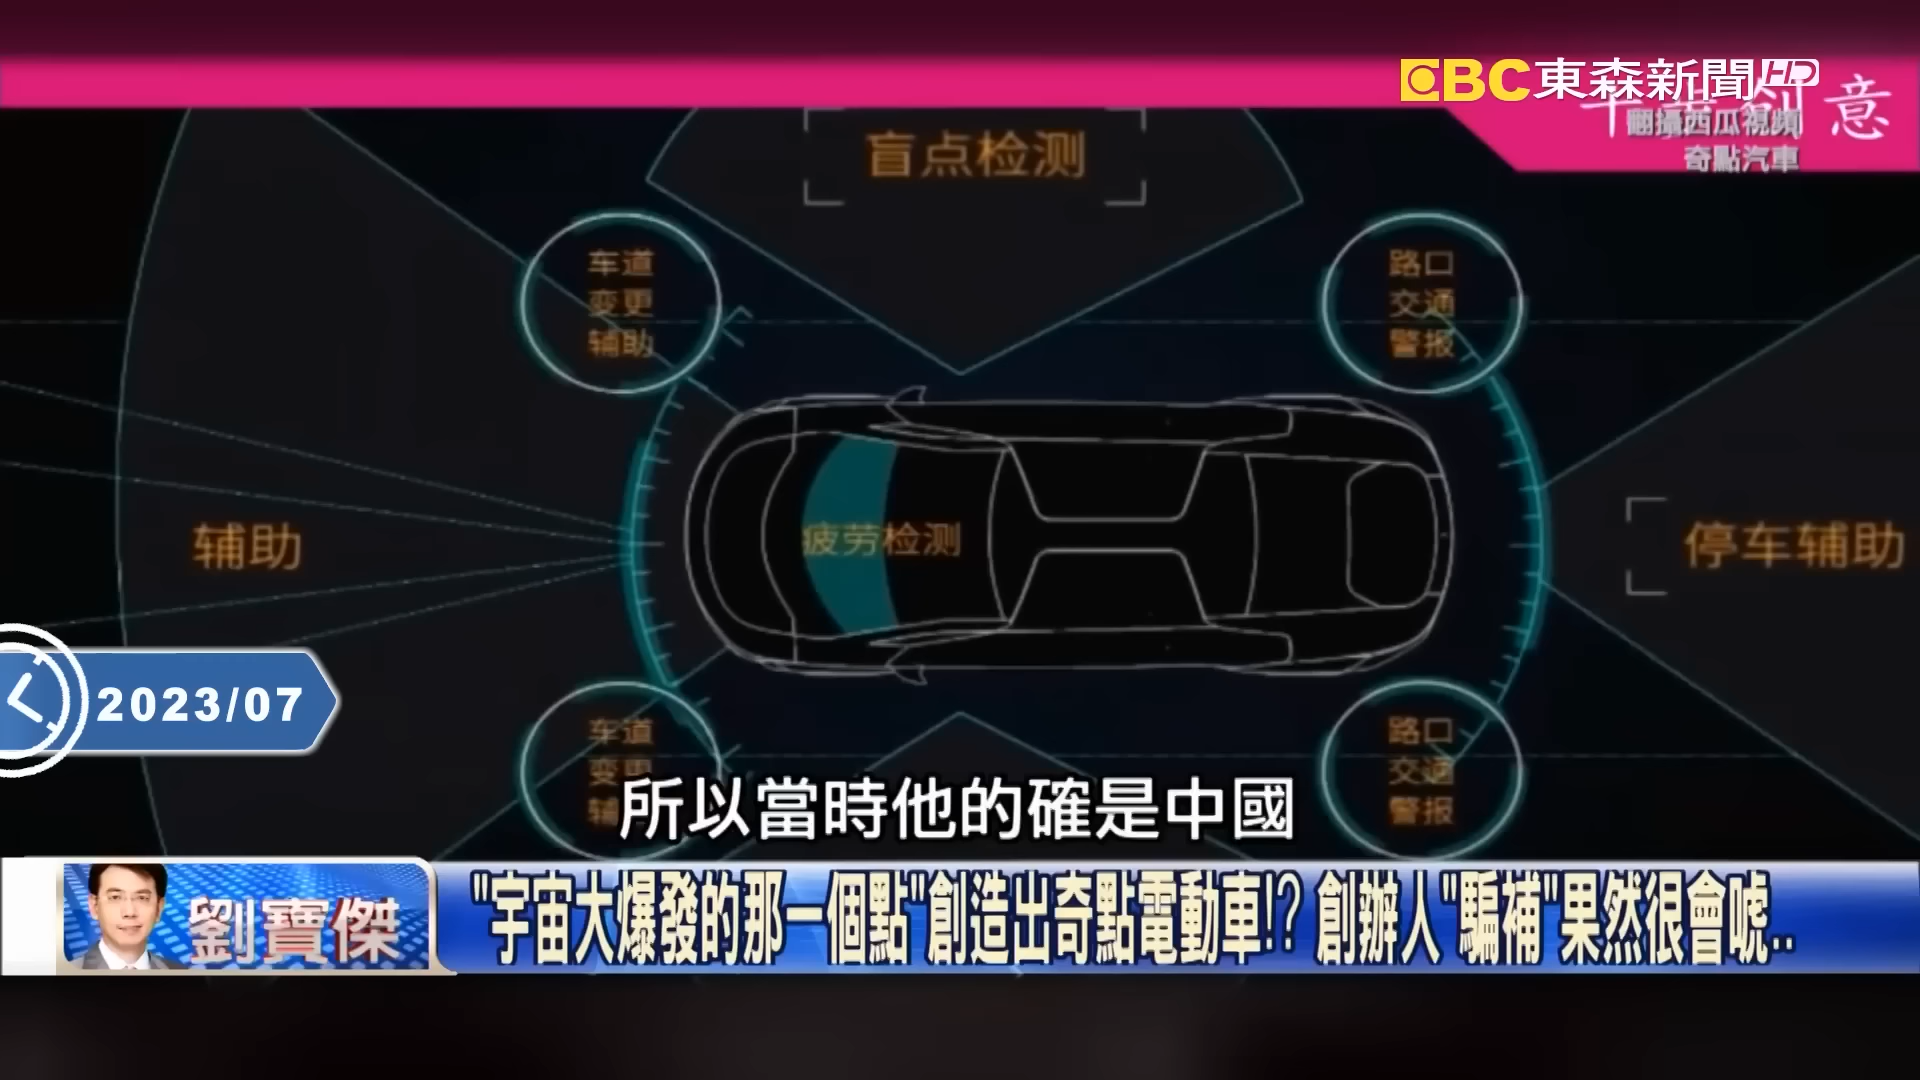 EBC東森新聞HD
創意
翻攝西瓜視頻
奇點汽車
盲点检测
车道
变更
辅助
路口
交通
警报
疲劳检测
辅助
停车辅助
2023/07
车道
变更
辅
路口
交通
警报
所以當時他的確是中國
劉寶傑
"宇宙大爆發的那一個點"創造出奇點電動車!? 創辦人"騙補"果然很會唬..